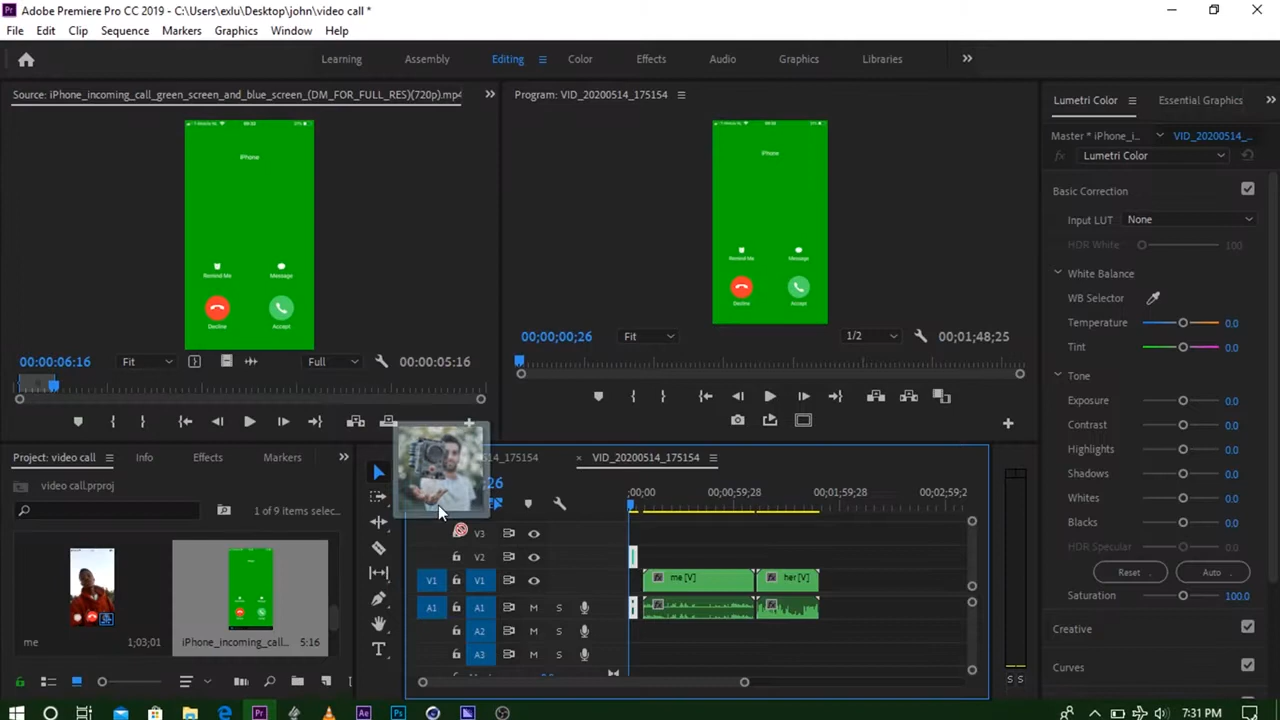 Adobe Premiere Pro CC 2019 - C:\Users\exlu\Desktop\john\video call *
File Edit Clip Sequence Markers Graphics Window Help
Learning Assembly Editing Color Effects Audio Graphics Libraries
Source: iPhone_incoming_call_green_screen_and_blue_screen_(DM_FOR_FULL_RES)(720p).mp4
Program: VID_20200514_175154
Lumetri Color Essential Graphics
Master * iPhone_i... VID_20200514_...
fx Lumetri Color
iPhone
iPhone
Basic Correction
Input LUT None
HDR White 100
White Balance
WB Selector
Temperature 0.0
Tint 0.0
Remind Me Message
Decline Accept
Remind Me Message
Decline Accept
00:00:06:16 Fit Full 00:00:05:16
00;00;00;26 Fit 1/2 00;01;48;25
Tone
Exposure 0.0
Contrast 0.0
Highlights 0.0
Shadows 0.0
Whites 0.0
Blacks 0.0
HDR Specular 0.0
Reset Auto
Saturation 100.0
Creative
Curves
Project: video call Info Effects Markers
video call.prproj
1 of 9 items selec...
me 1;03;01
iPhone_incoming_call... 5:16
514_175154 VID_20200514_175154
26
;00;00 00;00;59;28 00;01;59;28 00;02;59;2
V3
V2
V1 V1 me [V] her [V]
A1 A1 M S
A2 M S
A3 M S
S S
7:31 PM